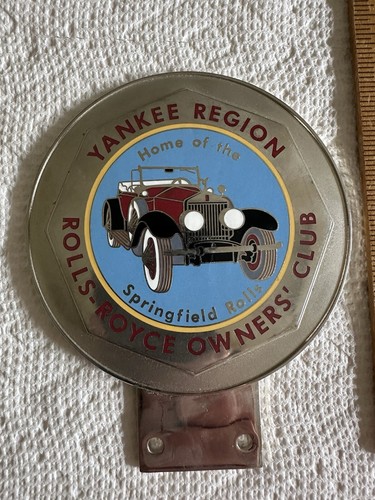 YANKEE REGION
Home of the
Springfield Rolls
ROLLS-ROYCE OWNERS' CLUB